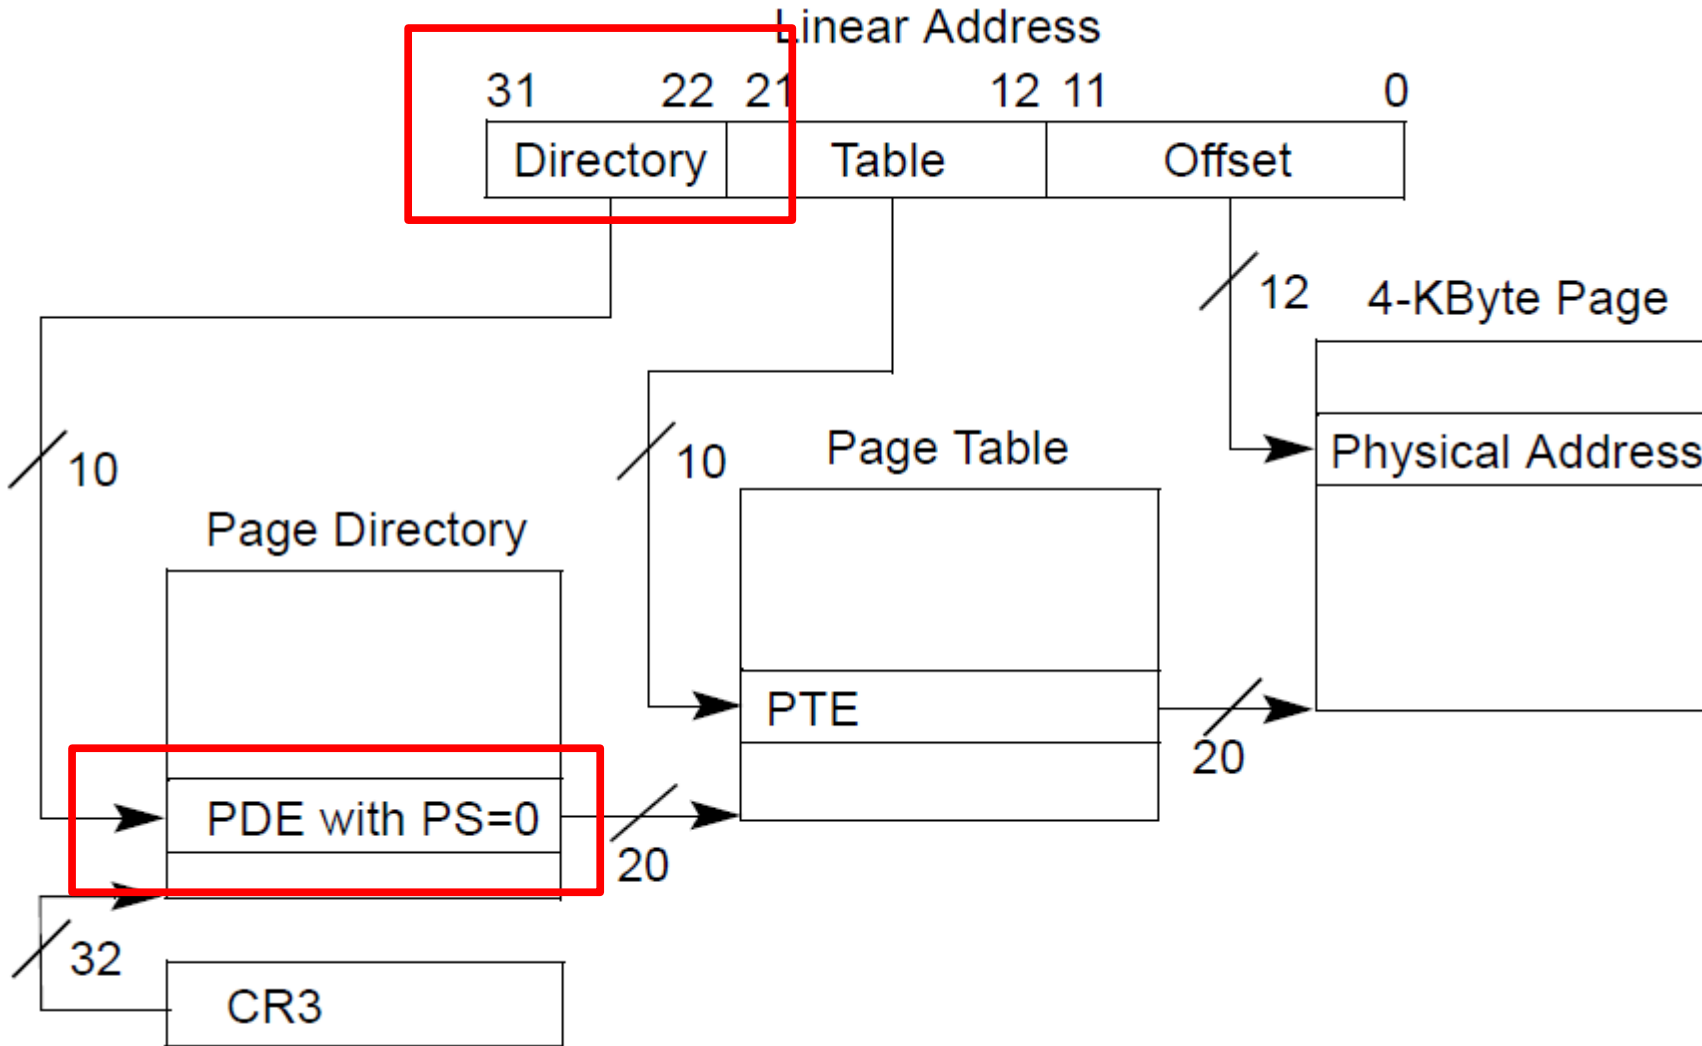 Linear Address
31 22 21 12 11 0
Directory Table Offset
12
4-KByte Page
10
10
Page Table
Physical Address
Page Directory
PTE
20
PDE with PS=0
20
32
CR3